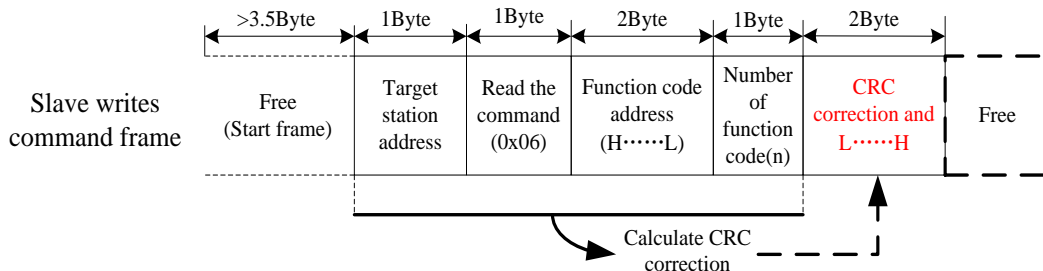 >3.5Byte
1Byte
1Byte
2Byte
1Byte
2Byte
Slave writes
command frame
Free
(Start frame)
Target
station
address
Read the
command
(0x06)
Function code
address
(H⋯⋯L)
Number
of
function
code(n)
CRC
correction and
L⋯⋯H
Free
Calculate CRC
correction